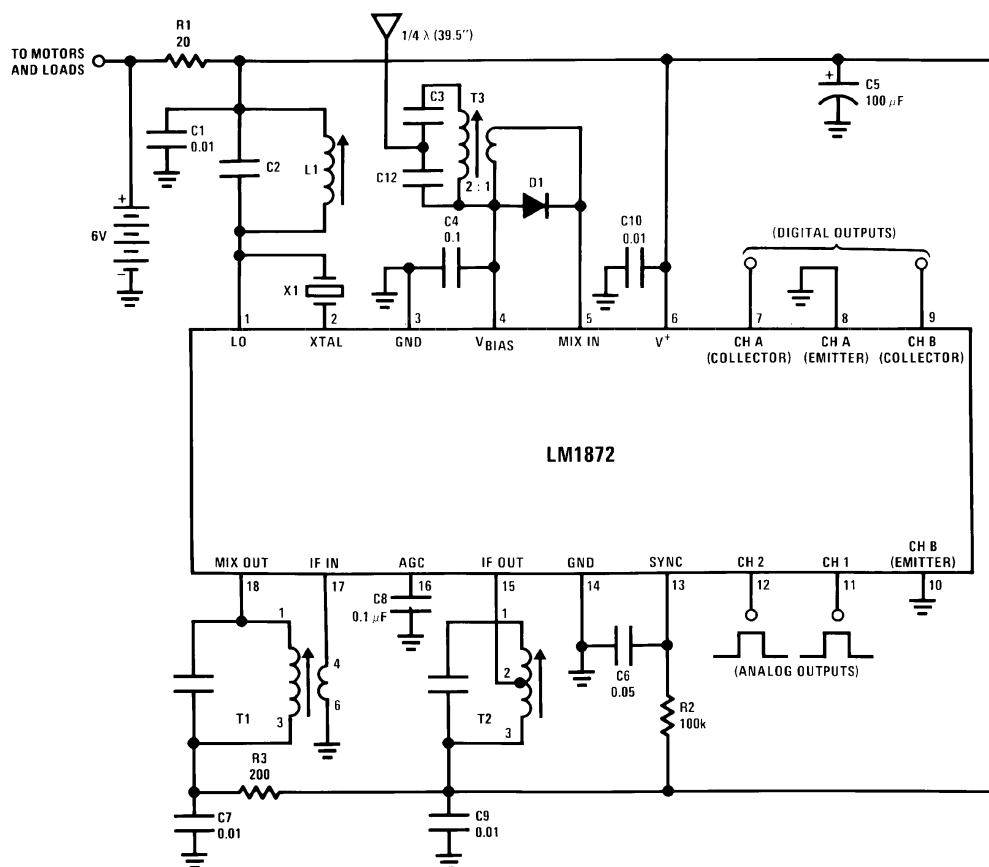 R1
20
TO MOTORS
AND LOADS
1/4 λ (39.5")
C3
T3
+
C5
100 μF
C1
0.01
C2
L1
C12
2 : 1
D1
C4
0.1
C10
0.01
(DIGITAL OUTPUTS)
+
6V
−
X1
1
2
3
4
5
6
7
8
9
LO
XTAL
GND
VBIAS
MIX IN
V+
CH A
(COLLECTOR)
CH A
(EMITTER)
CH B
(COLLECTOR)
LM1872
MIX OUT
IF IN
AGC
IF OUT
GND
SYNC
CH 2
CH 1
CH B
(EMITTER)
18
17
16
15
14
13
12
11
10
C8
0.1 μF
1
4
6
3
T1
1
2
3
T2
C6
0.05
R2
100k
(ANALOG OUTPUTS)
R3
200
C7
0.01
C9
0.01